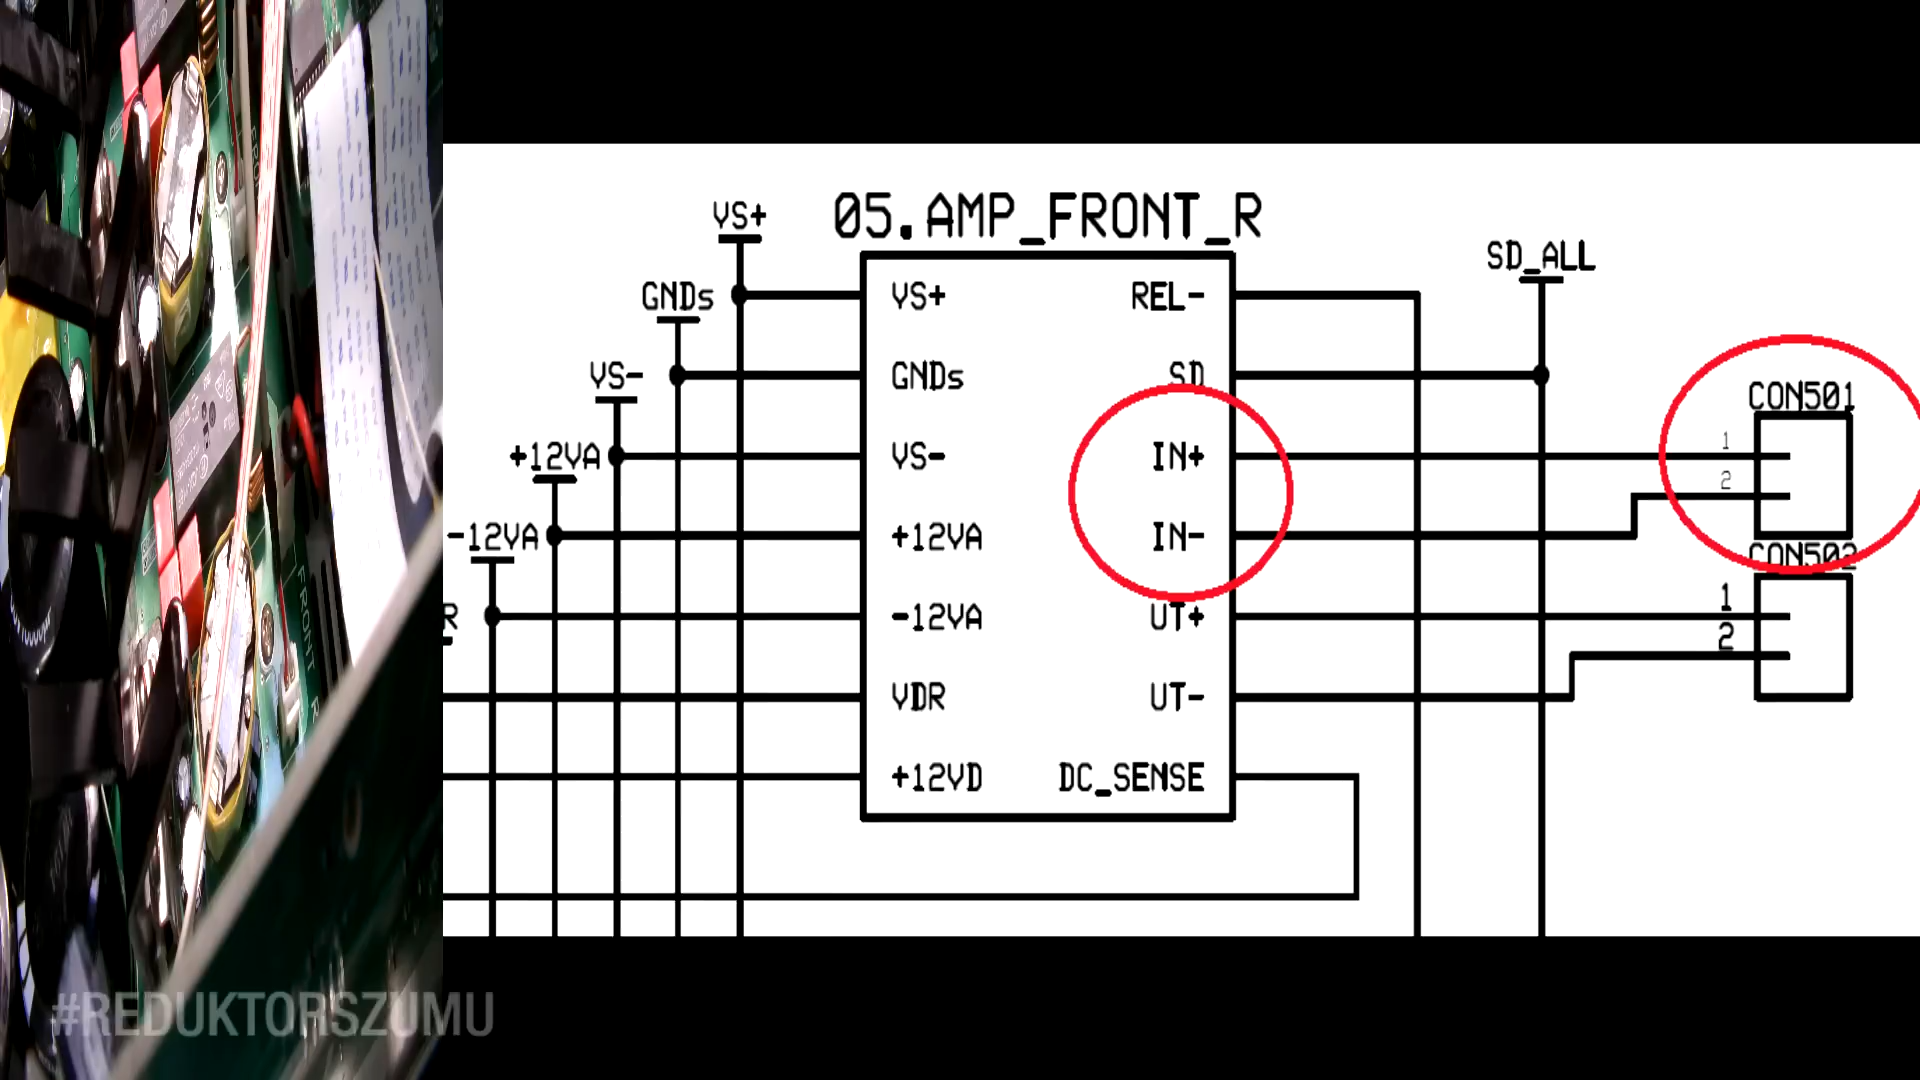 05.AMP_FRONT_R
VS+
GNDs
VS-
+12VA
-12VA
R
VS+
GNDs
VS-
+12VA
-12VA
VDR
+12VD
REL-
SD
IN+
IN-
UT+
UT-
DC_SENSE
SD_ALL
CON501
1
2
CON502
1
2
FRONT R
#REDUKTORSZUMU